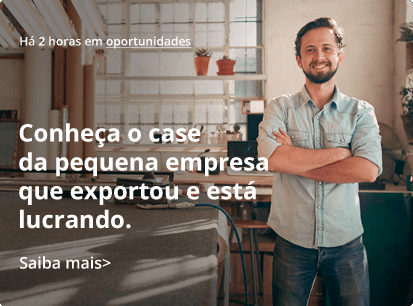 Há 2 horas em oportunidades
Conheça o case
da pequena empresa
que exportou e está
lucrando.
Saiba mais>